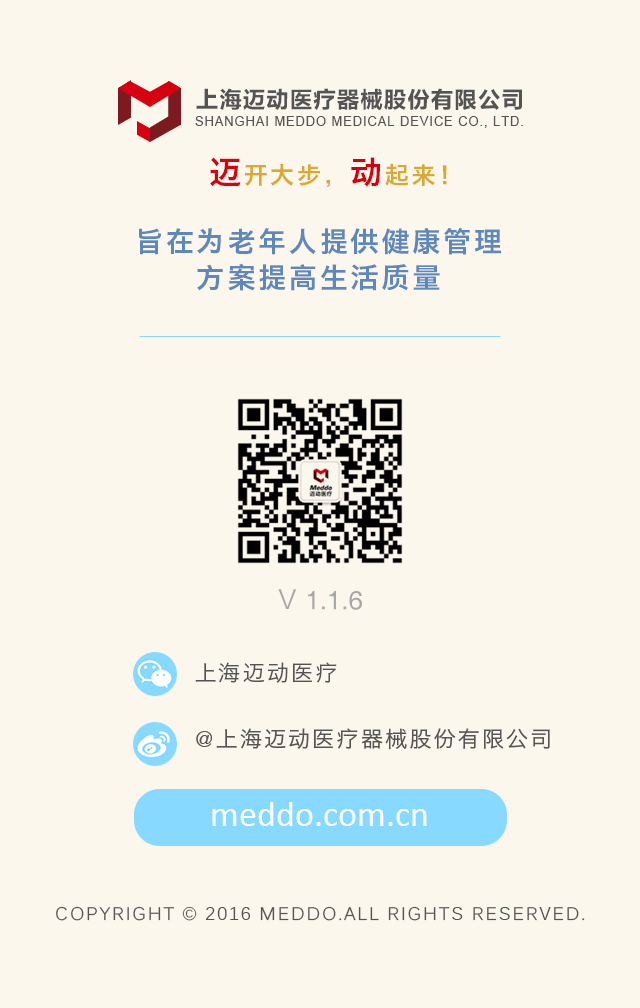 上海迈动医疗器械股份有限公司
SHANGHAI MEDDO MEDICAL DEVICE CO., LTD.
迈开大步，动起来！
旨在为老年人提供健康管理
方案提高生活质量
Meddo
迈动医疗
V 1.1.6
上海迈动医疗
@上海迈动医疗器械股份有限公司
meddo.com.cn
COPYRIGHT © 2016 MEDDO.ALL RIGHTS RESERVED.